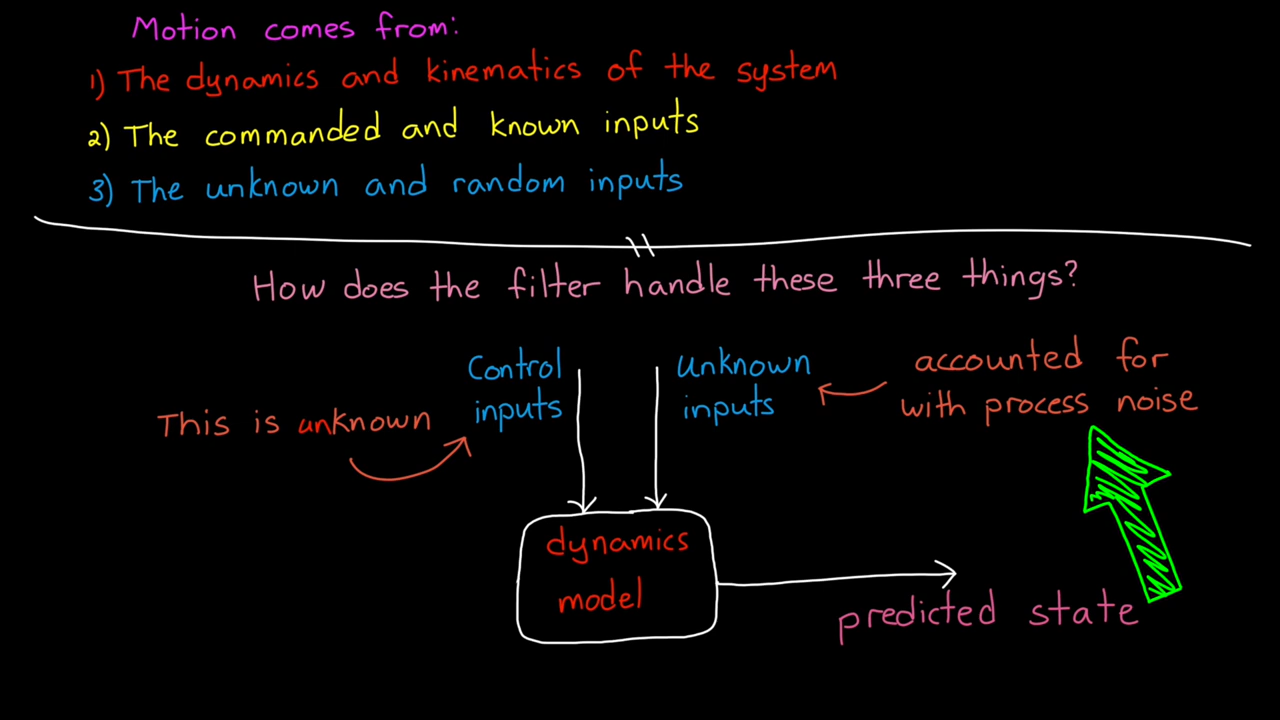 Motion comes from:
1) The dynamics and kinematics of the system
2) The commanded and known inputs
3) The unknown and random inputs
How does the filter handle these three things?
This is unknown
Control
inputs
Unknown
inputs
accounted for
with process noise
dynamics
model
predicted state